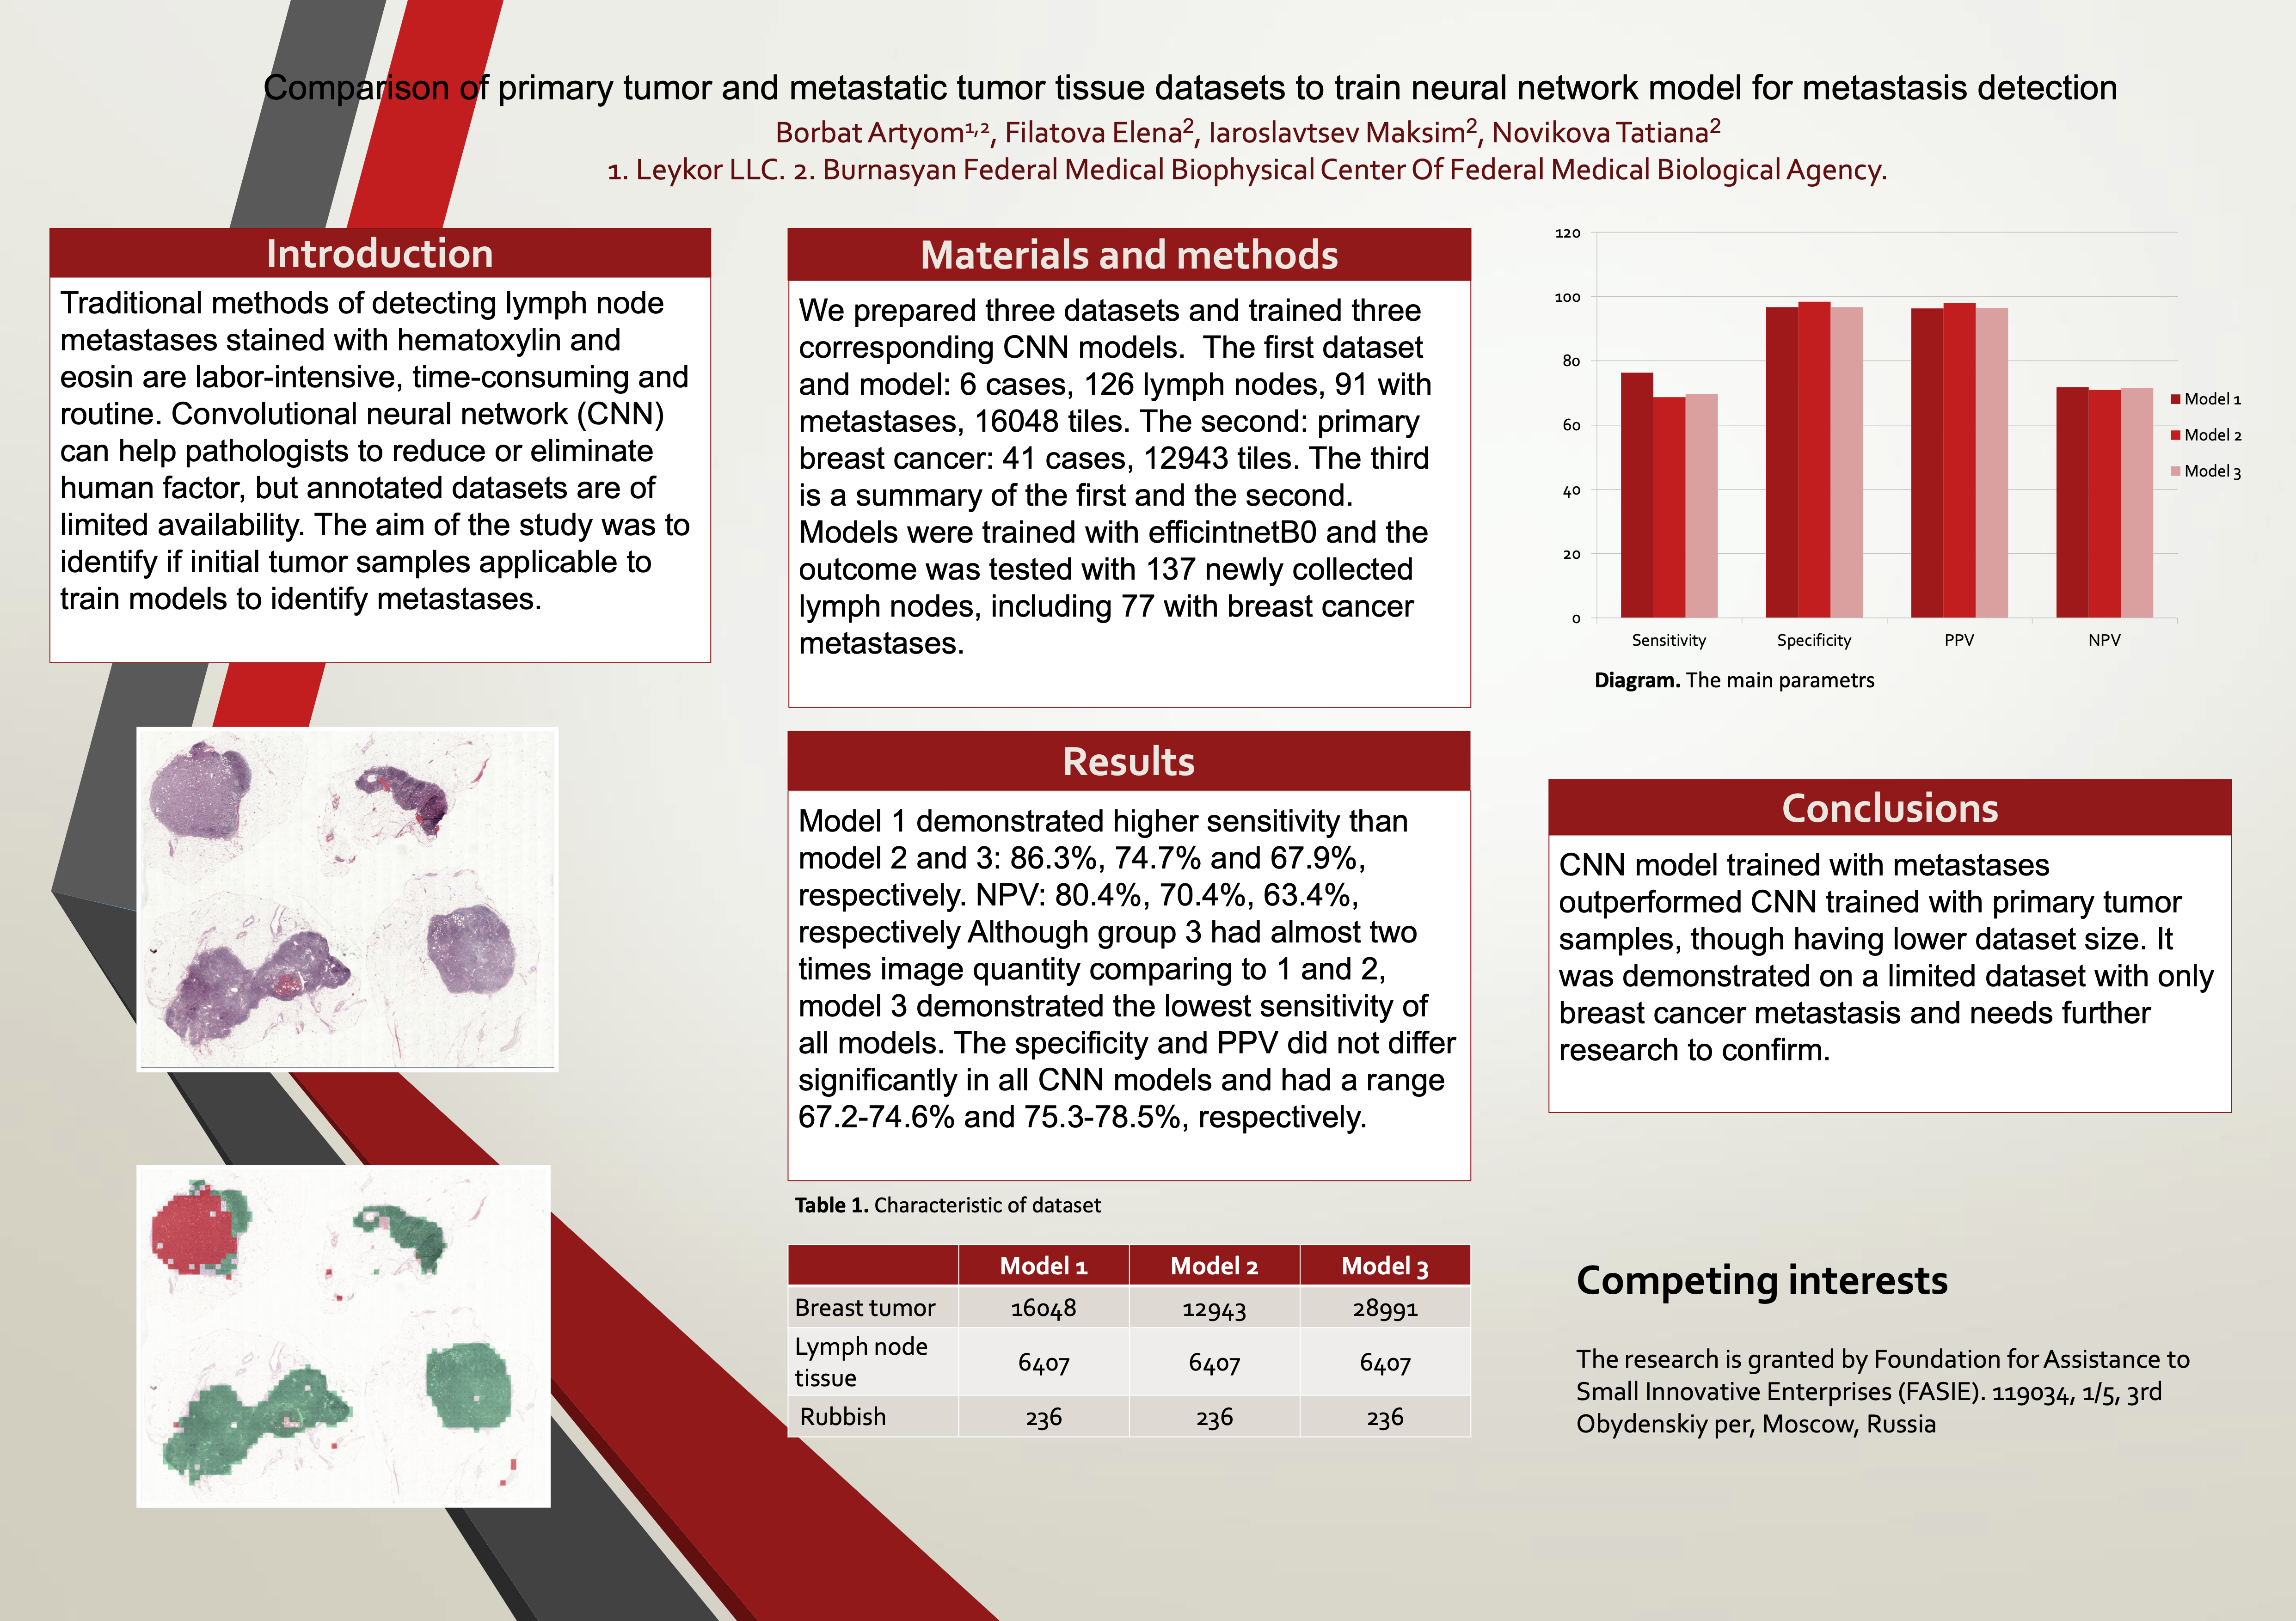 Comparison of primary tumor and metastatic tumor tissue datasets to train neural network model for metastasis detection
Borbat Artyom1,2, Filatova Elena2, Iaroslavtsev Maksim2, Novikova Tatiana2
1. Leykor LLC. 2. Burnasyan Federal Medical Biophysical Center Of Federal Medical Biological Agency.
Introduction
Traditional methods of detecting lymph node
metastases stained with hematoxylin and
eosin are labor-intensive, time-consuming and
routine. Convolutional neural network (CNN)
can help pathologists to reduce or eliminate
human factor, but annotated datasets are of
limited availability. The aim of the study was to
identify if initial tumor samples applicable to
train models to identify metastases.
Materials and methods
We prepared three datasets and trained three
corresponding CNN models.  The first dataset
and model: 6 cases, 126 lymph nodes, 91 with
metastases, 16048 tiles. The second: primary
breast cancer: 41 cases, 12943 tiles. The third
is a summary of the first and the second.
Models were trained with efficintnetB0 and the
outcome was tested with 137 newly collected
lymph nodes, including 77 with breast cancer
metastases.
Results
Model 1 demonstrated higher sensitivity than
model 2 and 3: 86.3%, 74.7% and 67.9%,
respectively. NPV: 80.4%, 70.4%, 63.4%,
respectively Although group 3 had almost two
times image quantity comparing to 1 and 2,
model 3 demonstrated the lowest sensitivity of
all models. The specificity and PPV did not differ
significantly in all CNN models and had a range
67.2-74.6% and 75.3-78.5%, respectively.
Table 1. Characteristic of dataset
Model 1 Model 2 Model 3
Breast tumor 16048 12943 28991
Lymph node
tissue 6407 6407 6407
Rubbish 236 236 236
120
100
80
60
40
20
0
Sensitivity Specificity PPV NPV
Model 1
Model 2
Model 3
Diagram. The main parametrs
Conclusions
CNN model trained with metastases
outperformed CNN trained with primary tumor
samples, though having lower dataset size. It
was demonstrated on a limited dataset with only
breast cancer metastasis and needs further
research to confirm.
Competing interests
The research is granted by Foundation for Assistance to
Small Innovative Enterprises (FASIE). 119034, 1/5, 3rd
Obydenskiy per, Moscow, Russia